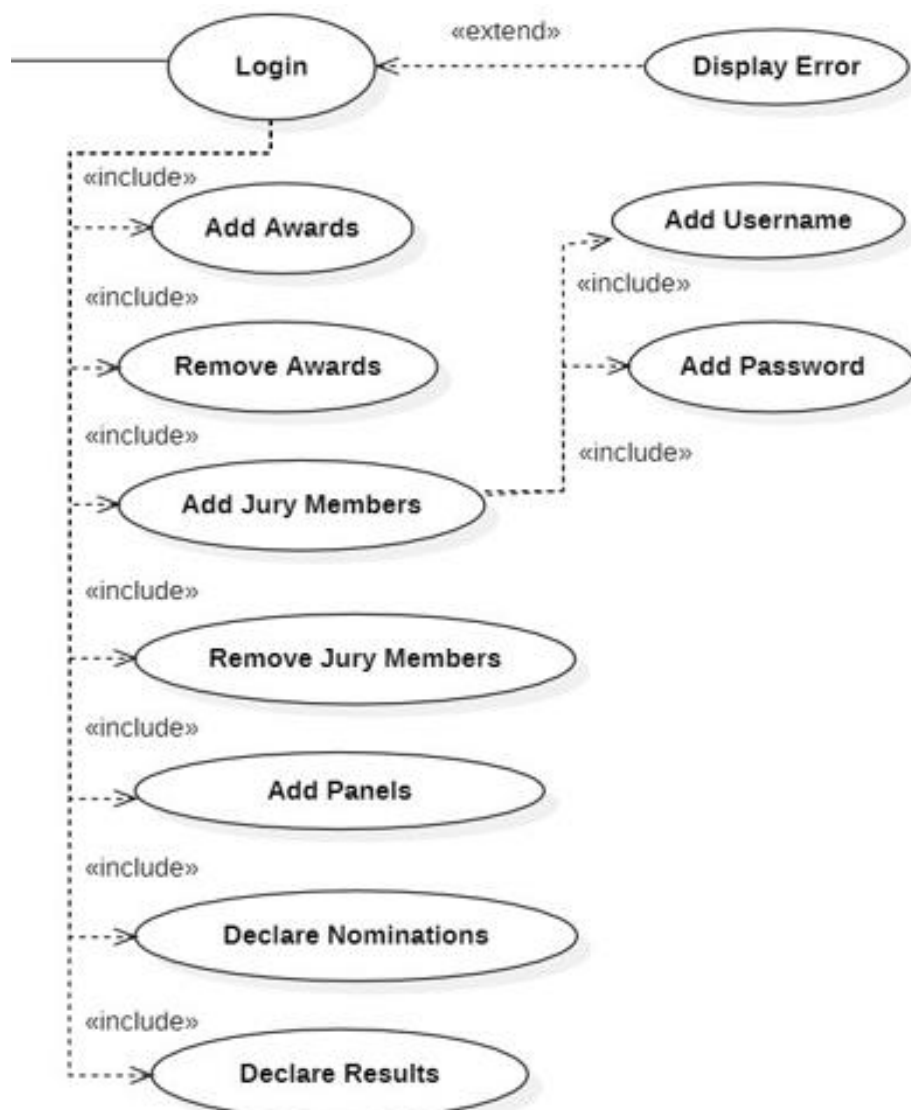 «extend»
Login
Display Error
«include»
Add Awards
Add Username
«include»
«include»
Remove Awards
Add Password
«include»
«include»
Add Jury Members
«include»
Remove Jury Members
«include»
Add Panels
«include»
Declare Nominations
«include»
Declare Results